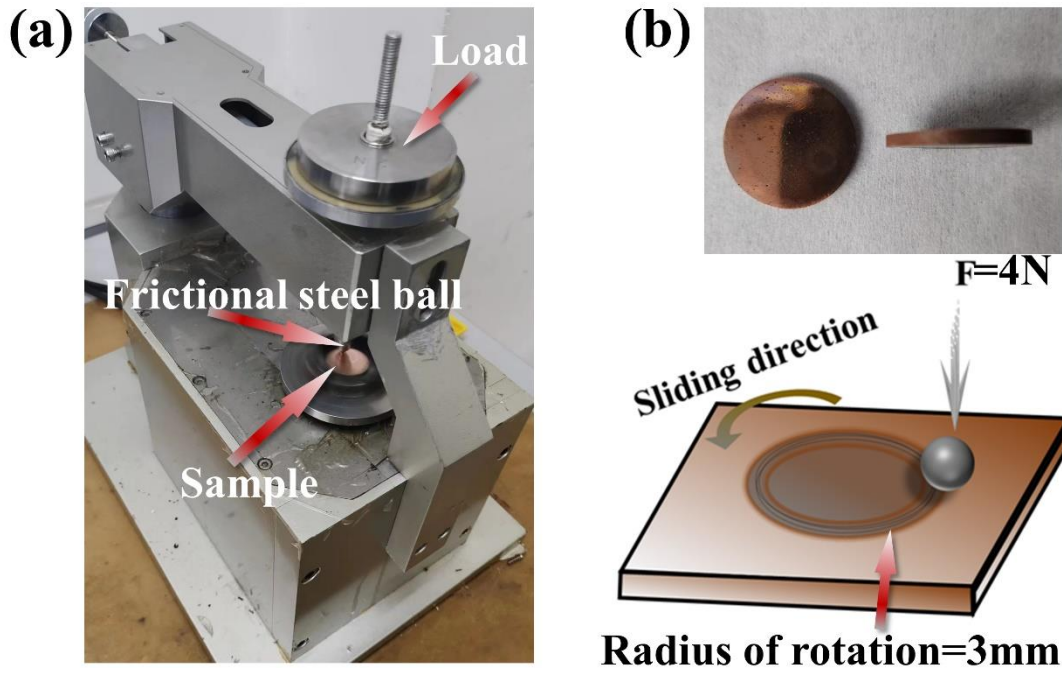 (a)
Load
Frictional steel ball
Sample
(b)
F=4N
Sliding direction
Radius of rotation=3mm